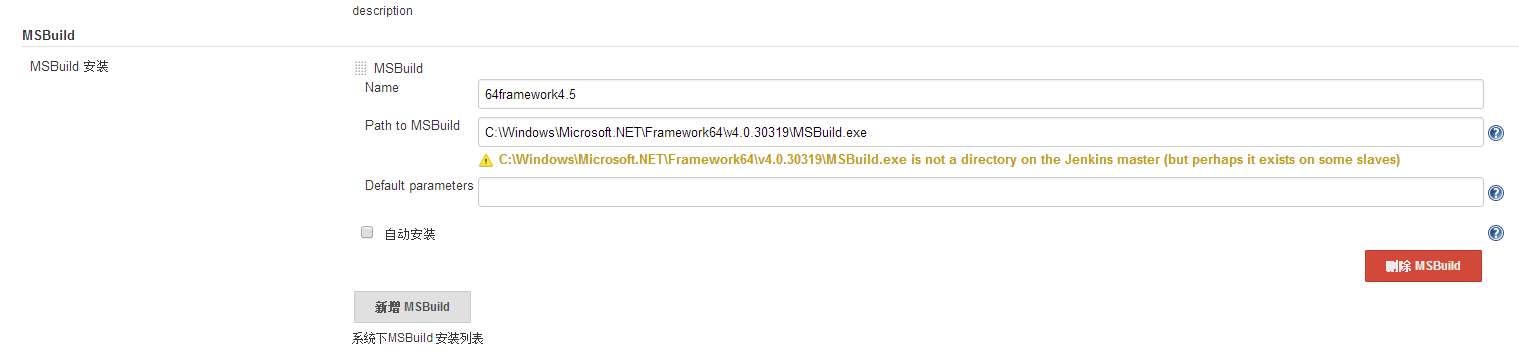 description
MSBuild
MSBuild 安装
MSBuild
Name
64framework4.5
Path to MSBuild
C:\Windows\Microsoft.NET\Framework64\v4.0.30319\MSBuild.exe
C:\Windows\Microsoft.NET\Framework64\v4.0.30319\MSBuild.exe is not a directory on the Jenkins master (but perhaps it exists on some slaves)
Default parameters
自动安装
删除 MSBuild
新增 MSBuild
系统下MSBuild 安装列表